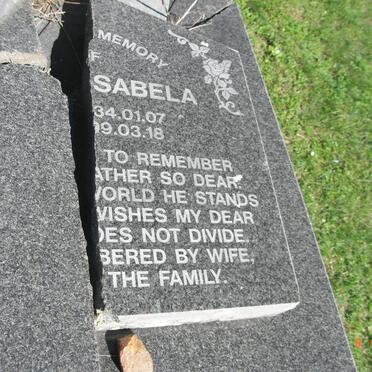 MEMORY
SABELA
34.01.07
09.03.18
TO REMEMBER
ATHER SO DEAR.
WORLD HE STANDS
WISHES MY DEAR
OES NOT DIVIDE.
BERED BY WIFE,
THE FAMILY.